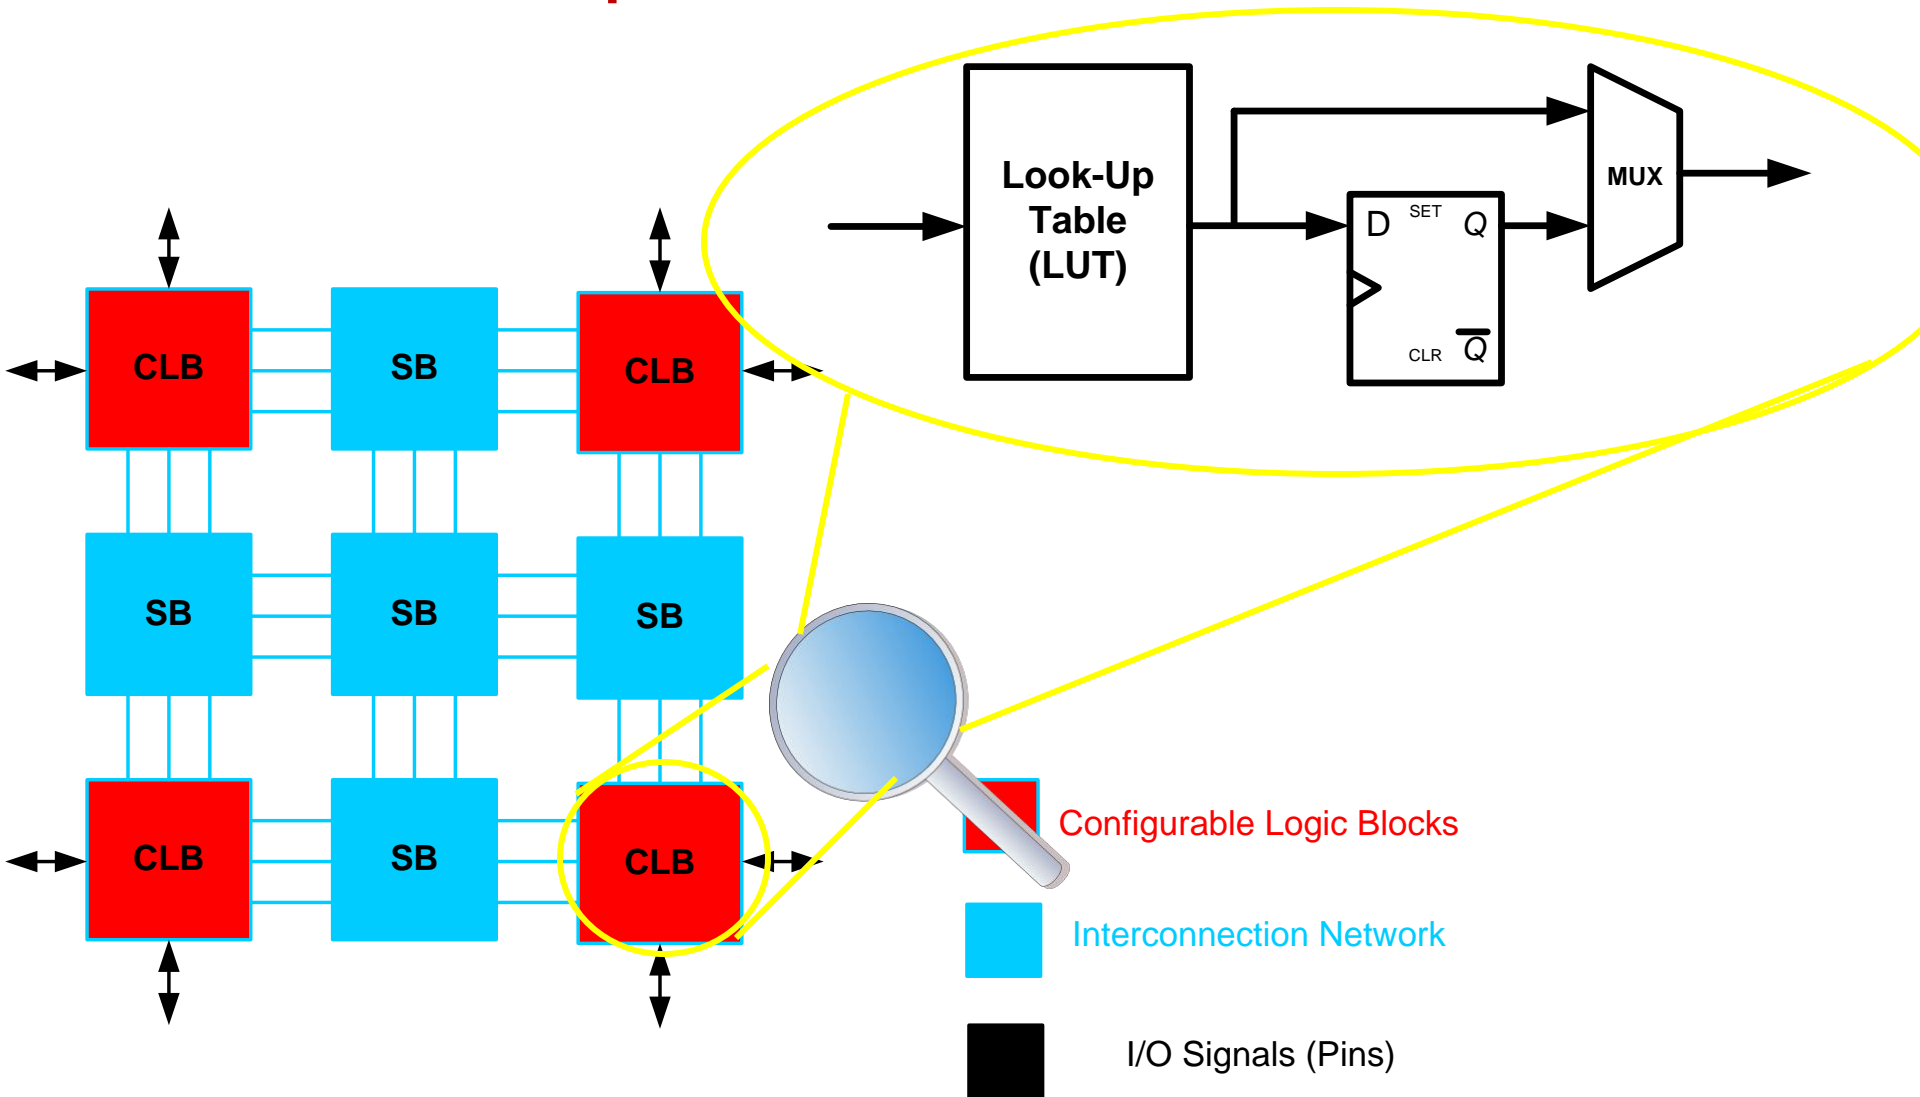 Look-Up
Table
(LUT)
MUX
D SET Q
CLR Q
CLB SB CLB
SB SB SB
CLB SB CLB
Configurable Logic Blocks
Interconnection Network
I/O Signals (Pins)